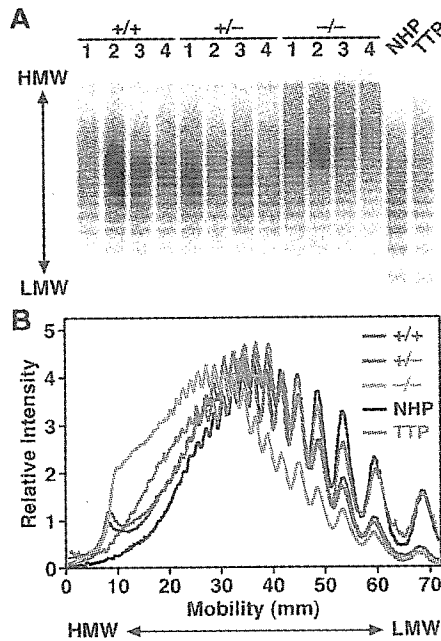 A
+/+ +/− −/−
1 2 3 4 1 2 3 4 1 2 3 4 NHP TTP
HMW
LMW
B
5
4
3
2
1
0
Relative Intensity
+/+
+/−
−/−
NHP
TTP
0 10 20 30 40 50 60 70
Mobility (mm)
HMW LMW